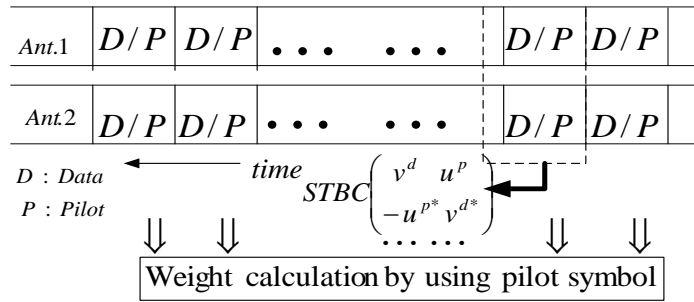 Ant.1 D/P D/P ... ... D/P D/P
Ant.2 D/P D/P ... ... D/P D/P
time
D : Data
P : Pilot
STBC ( v^d u^p
-u^p* v^d* )
... ...
Weight calculation by using pilot symbol